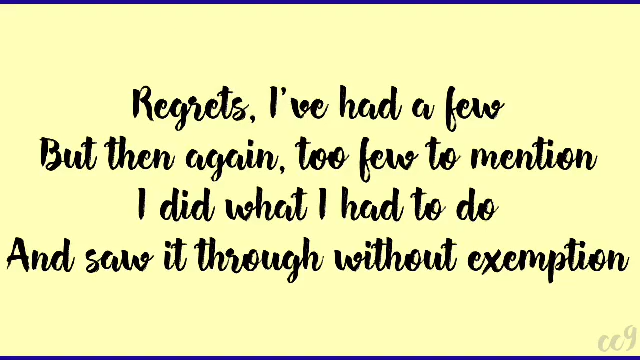 Regrets, I've had a few
But then again, too few to mention
I did what I had to do
And saw it through without exemption
cc9